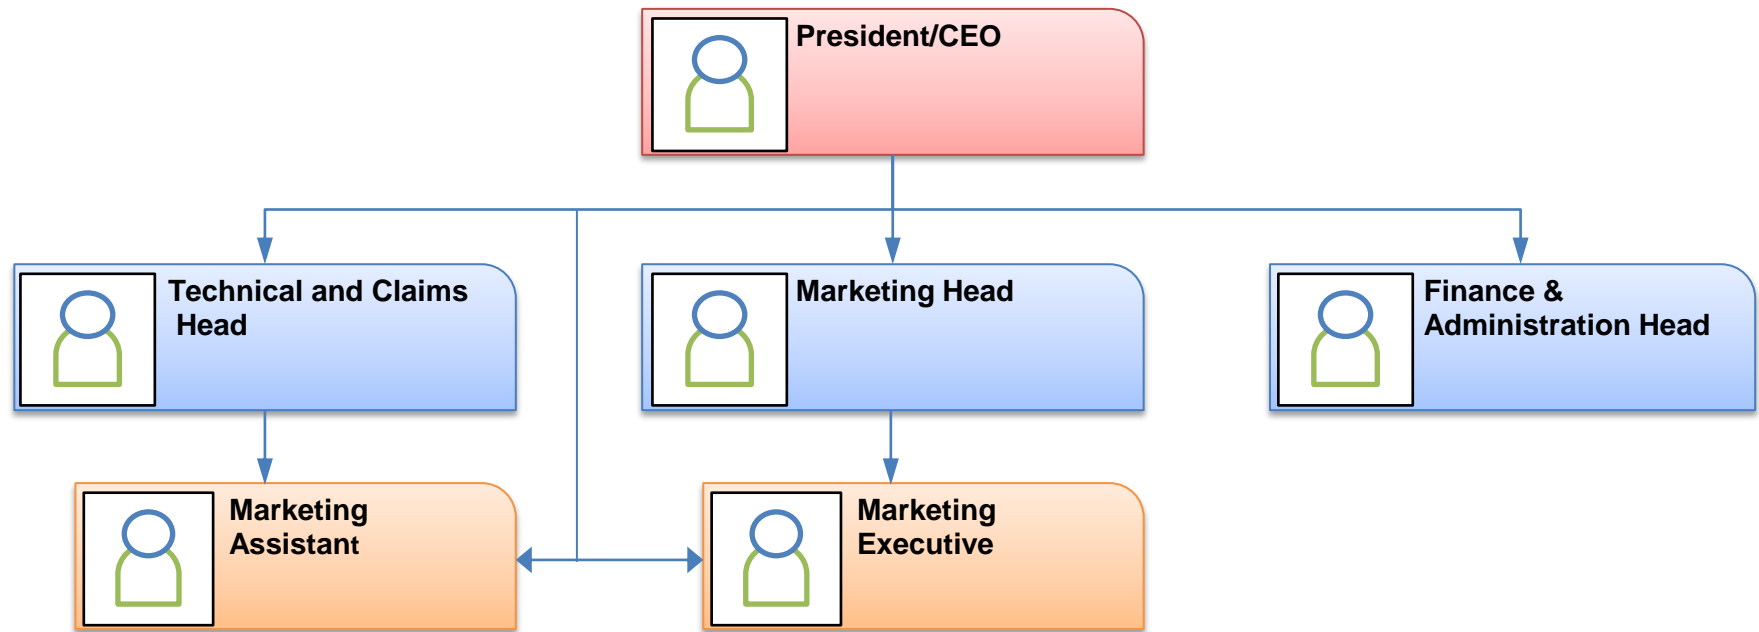 President/CEO
Technical and Claims
Head
Marketing Head
Finance &
Administration Head
Marketing
Assistant
Marketing
Executive